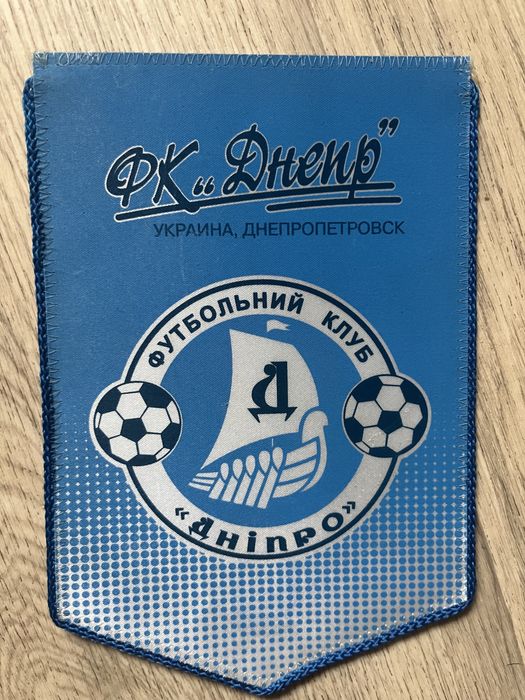 ФК „Днепр”
УКРАИНА, ДНЕПРОПЕТРОВСК
ФУТБОЛЬНИЙ КЛУБ
Д
«Дніпро»